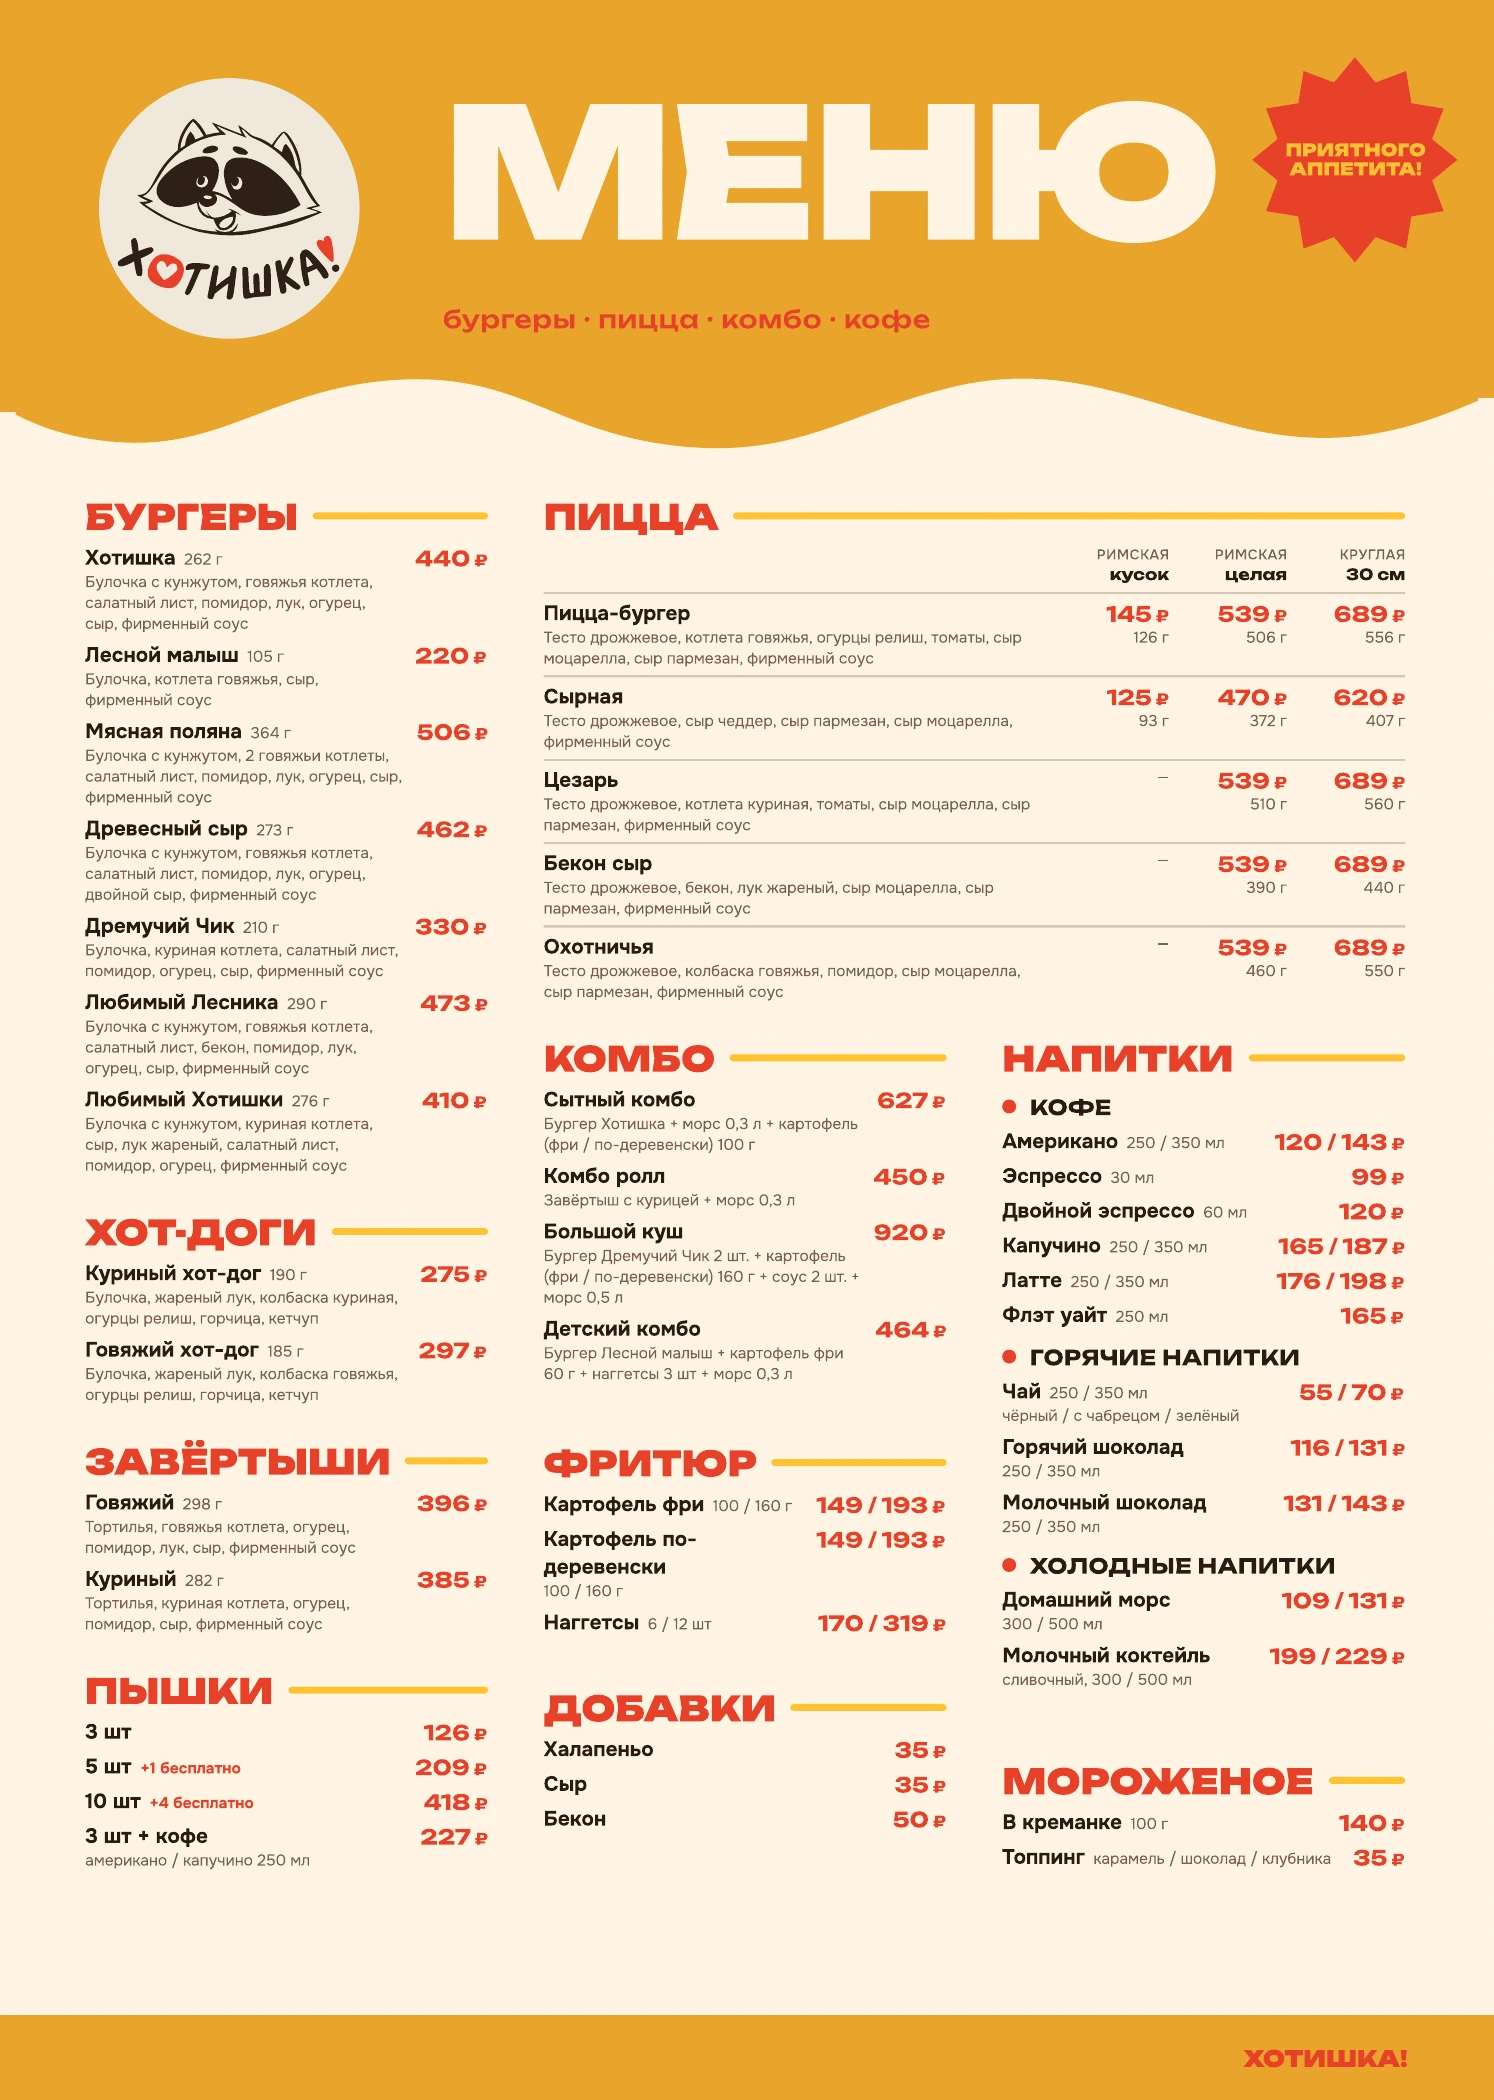 ХОТИШКА!
МЕНЮ
ПРИЯТНОГО
АППЕТИТА!
бургеры · пицца · комбо · кофе
БУРГЕРЫ
Хотишка 262 г 440 ₽
Булочка с кунжутом, говяжья котлета,
салатный лист, помидор, лук, огурец,
сыр, фирменный соус
Лесной малыш 105 г 220 ₽
Булочка, котлета говяжья, сыр,
фирменный соус
Мясная поляна 364 г 506 ₽
Булочка с кунжутом, 2 говяжьи котлеты,
салатный лист, помидор, лук, огурец, сыр,
фирменный соус
Древесный сыр 273 г 462 ₽
Булочка с кунжутом, говяжья котлета,
салатный лист, помидор, лук, огурец,
двойной сыр, фирменный соус
Дремучий Чик 210 г 330 ₽
Булочка, куриная котлета, салатный лист,
помидор, огурец, сыр, фирменный соус
Любимый Лесника 290 г 473 ₽
Булочка с кунжутом, говяжья котлета,
салатный лист, бекон, помидор, лук,
огурец, сыр, фирменный соус
Любимый Хотишки 276 г 410 ₽
Булочка с кунжутом, куриная котлета,
сыр, лук жареный, салатный лист,
помидор, огурец, фирменный соус
ХОТ-ДОГИ
Куриный хот-дог 190 г 275 ₽
Булочка, жареный лук, колбаска куриная,
огурцы релиш, горчица, кетчуп
Говяжий хот-дог 185 г 297 ₽
Булочка, жареный лук, колбаска говяжья,
огурцы релиш, горчица, кетчуп
ЗАВЁРТЫШИ
Говяжий 298 г 396 ₽
Тортилья, говяжья котлета, огурец,
помидор, лук, сыр, фирменный соус
Куриный 282 г 385 ₽
Тортилья, куриная котлета, огурец,
помидор, сыр, фирменный соус
ПЫШКИ
3 шт 126 ₽
5 шт +1 бесплатно 209 ₽
10 шт +4 бесплатно 418 ₽
3 шт + кофе 227 ₽
американо / капучино 250 мл
ПИЦЦА
РИМСКАЯ РИМСКАЯ КРУГЛАЯ
кусок целая 30 см
Пицца-бургер 145 ₽ 539 ₽ 689 ₽
Тесто дрожжевое, котлета говяжья, огурцы релиш, томаты, сыр 126 г 506 г 556 г
моцарелла, сыр пармезан, фирменный соус
Сырная 125 ₽ 470 ₽ 620 ₽
Тесто дрожжевое, сыр чеддер, сыр пармезан, сыр моцарелла, 93 г 372 г 407 г
фирменный соус
Цезарь – 539 ₽ 689 ₽
Тесто дрожжевое, котлета куриная, томаты, сыр моцарелла, сыр 510 г 560 г
пармезан, фирменный соус
Бекон сыр – 539 ₽ 689 ₽
Тесто дрожжевое, бекон, лук жареный, сыр моцарелла, сыр 390 г 440 г
пармезан, фирменный соус
Охотничья – 539 ₽ 689 ₽
Тесто дрожжевое, колбаска говяжья, помидор, сыр моцарелла, 460 г 550 г
сыр пармезан, фирменный соус
КОМБО
Сытный комбо 627 ₽
Бургер Хотишка + морс 0,3 л + картофель
(фри / по-деревенски) 100 г
Комбо ролл 450 ₽
Завёртыш с курицей + морс 0,3 л
Большой куш 920 ₽
Бургер Дремучий Чик 2 шт. + картофель
(фри / по-деревенски) 160 г + соус 2 шт. +
морс 0,5 л
Детский комбо 464 ₽
Бургер Лесной малыш + картофель фри
60 г + наггетсы 3 шт + морс 0,3 л
ФРИТЮР
Картофель фри 100 / 160 г 149 / 193 ₽
Картофель по- 149 / 193 ₽
деревенски
100 / 160 г
Наггетсы 6 / 12 шт 170 / 319 ₽
ДОБАВКИ
Халапеньо 35 ₽
Сыр 35 ₽
Бекон 50 ₽
НАПИТКИ
КОФЕ
Американо 250 / 350 мл 120 / 143 ₽
Эспрессо 30 мл 99 ₽
Двойной эспрессо 60 мл 120 ₽
Капучино 250 / 350 мл 165 / 187 ₽
Латте 250 / 350 мл 176 / 198 ₽
Флэт уайт 250 мл 165 ₽
ГОРЯЧИЕ НАПИТКИ
Чай 250 / 350 мл 55 / 70 ₽
чёрный / с чабрецом / зелёный
Горячий шоколад 116 / 131 ₽
250 / 350 мл
Молочный шоколад 131 / 143 ₽
250 / 350 мл
ХОЛОДНЫЕ НАПИТКИ
Домашний морс 109 / 131 ₽
300 / 500 мл
Молочный коктейль 199 / 229 ₽
сливочный, 300 / 500 мл
МОРОЖЕНОЕ
В креманке 100 г 140 ₽
Топпинг карамель / шоколад / клубника 35 ₽
ХОТИШКА!